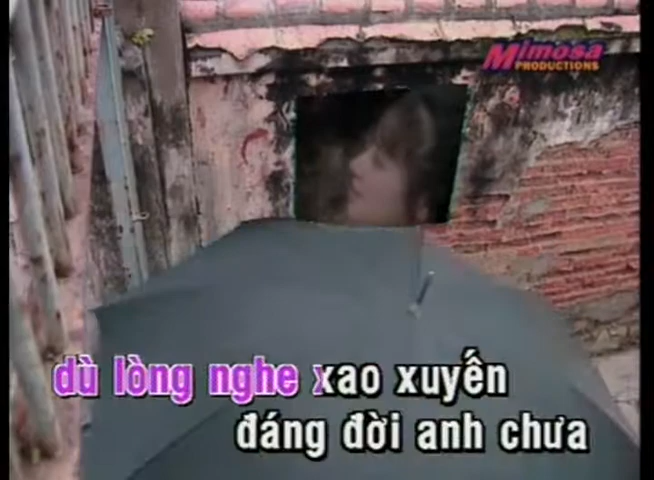 Mimosa
PRODUCTIONS
dù lòng nghe xao xuyến
đáng đời anh chưa